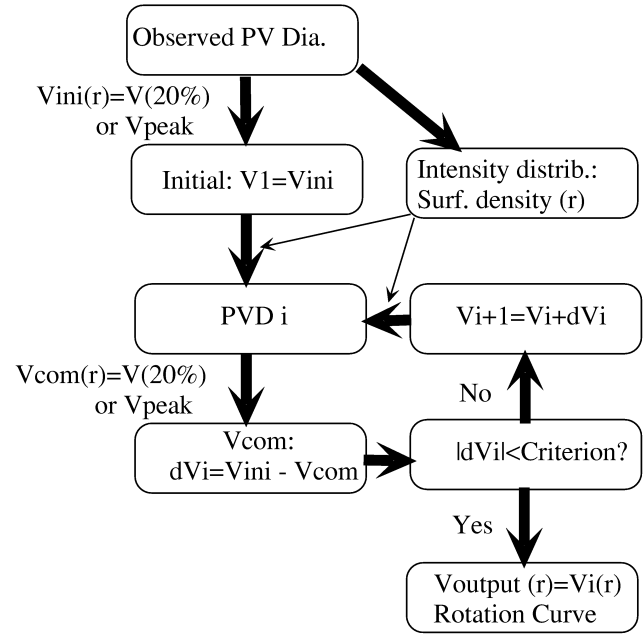 Observed PV Dia.
Vini(r)=V(20%)
or Vpeak
Initial: V1=Vini
Intensity distrib.:
Surf. density (r)
PVD i
Vi+1=Vi+dVi
Vcom(r)=V(20%)
or Vpeak
No
Vcom:
dVi=Vini - Vcom
|dVi|<Criterion?
Yes
Voutput (r)=Vi(r)
Rotation Curve